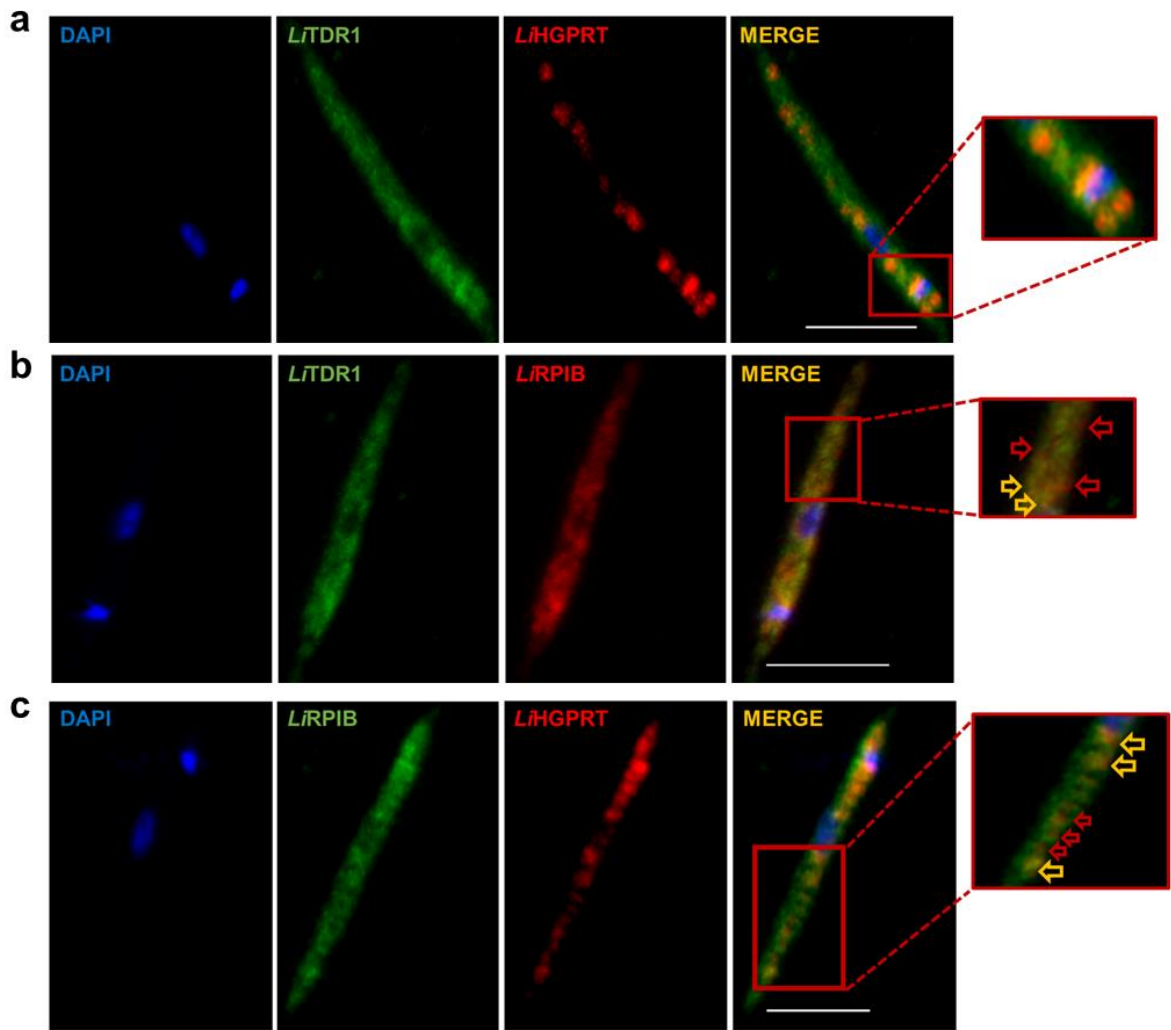 a
DAPI LiTDR1 LiHGPRT MERGE
b
DAPI LiTDR1 LiRPIB MERGE
c
DAPI LiRPIB LiHGPRT MERGE